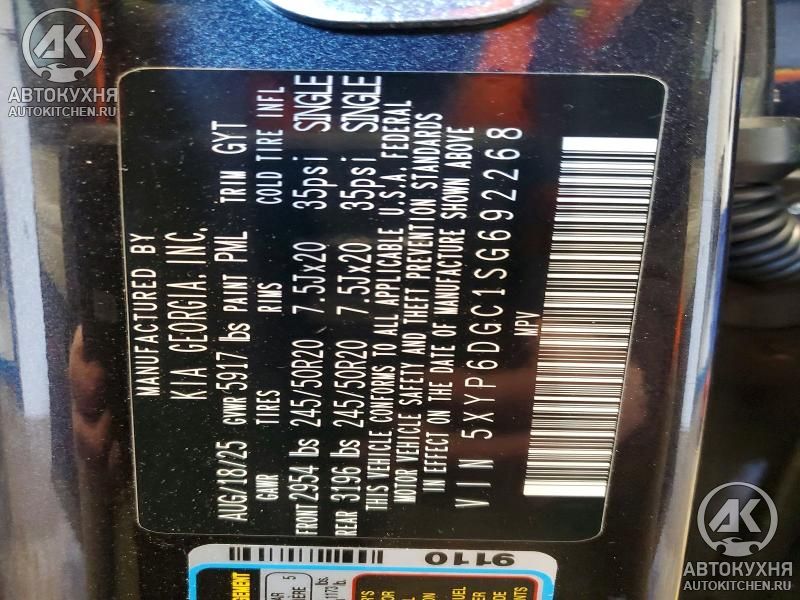 AK
АВТОКУХНЯ
AUTOKITCHEN.RU
MANUFACTURED BY
KIA GEORGIA, INC.
AUG/18/25 GVWR 5917 lbs PAINT PML TRIM GYT
GAWR TIRES RIMS COLD TIRE INFL
FRONT 2954 lbs 245/50R20 7.5Jx20 35psi SINGLE
REAR 3196 lbs 245/50R20 7.5Jx20 35psi SINGLE
THIS VEHICLE CONFORMS TO ALL APPLICABLE U.S.A. FEDERAL
MOTOR VEHICLE SAFETY AND THEFT PREVENTION STANDARDS
IN EFFECT ON THE DATE OF MANUFACTURE SHOWN ABOVE
VIN 5XYP6DGC1SG692268
MPV
9110
5
AK
АВТОКУХНЯ
AUTOKITCHEN.RU